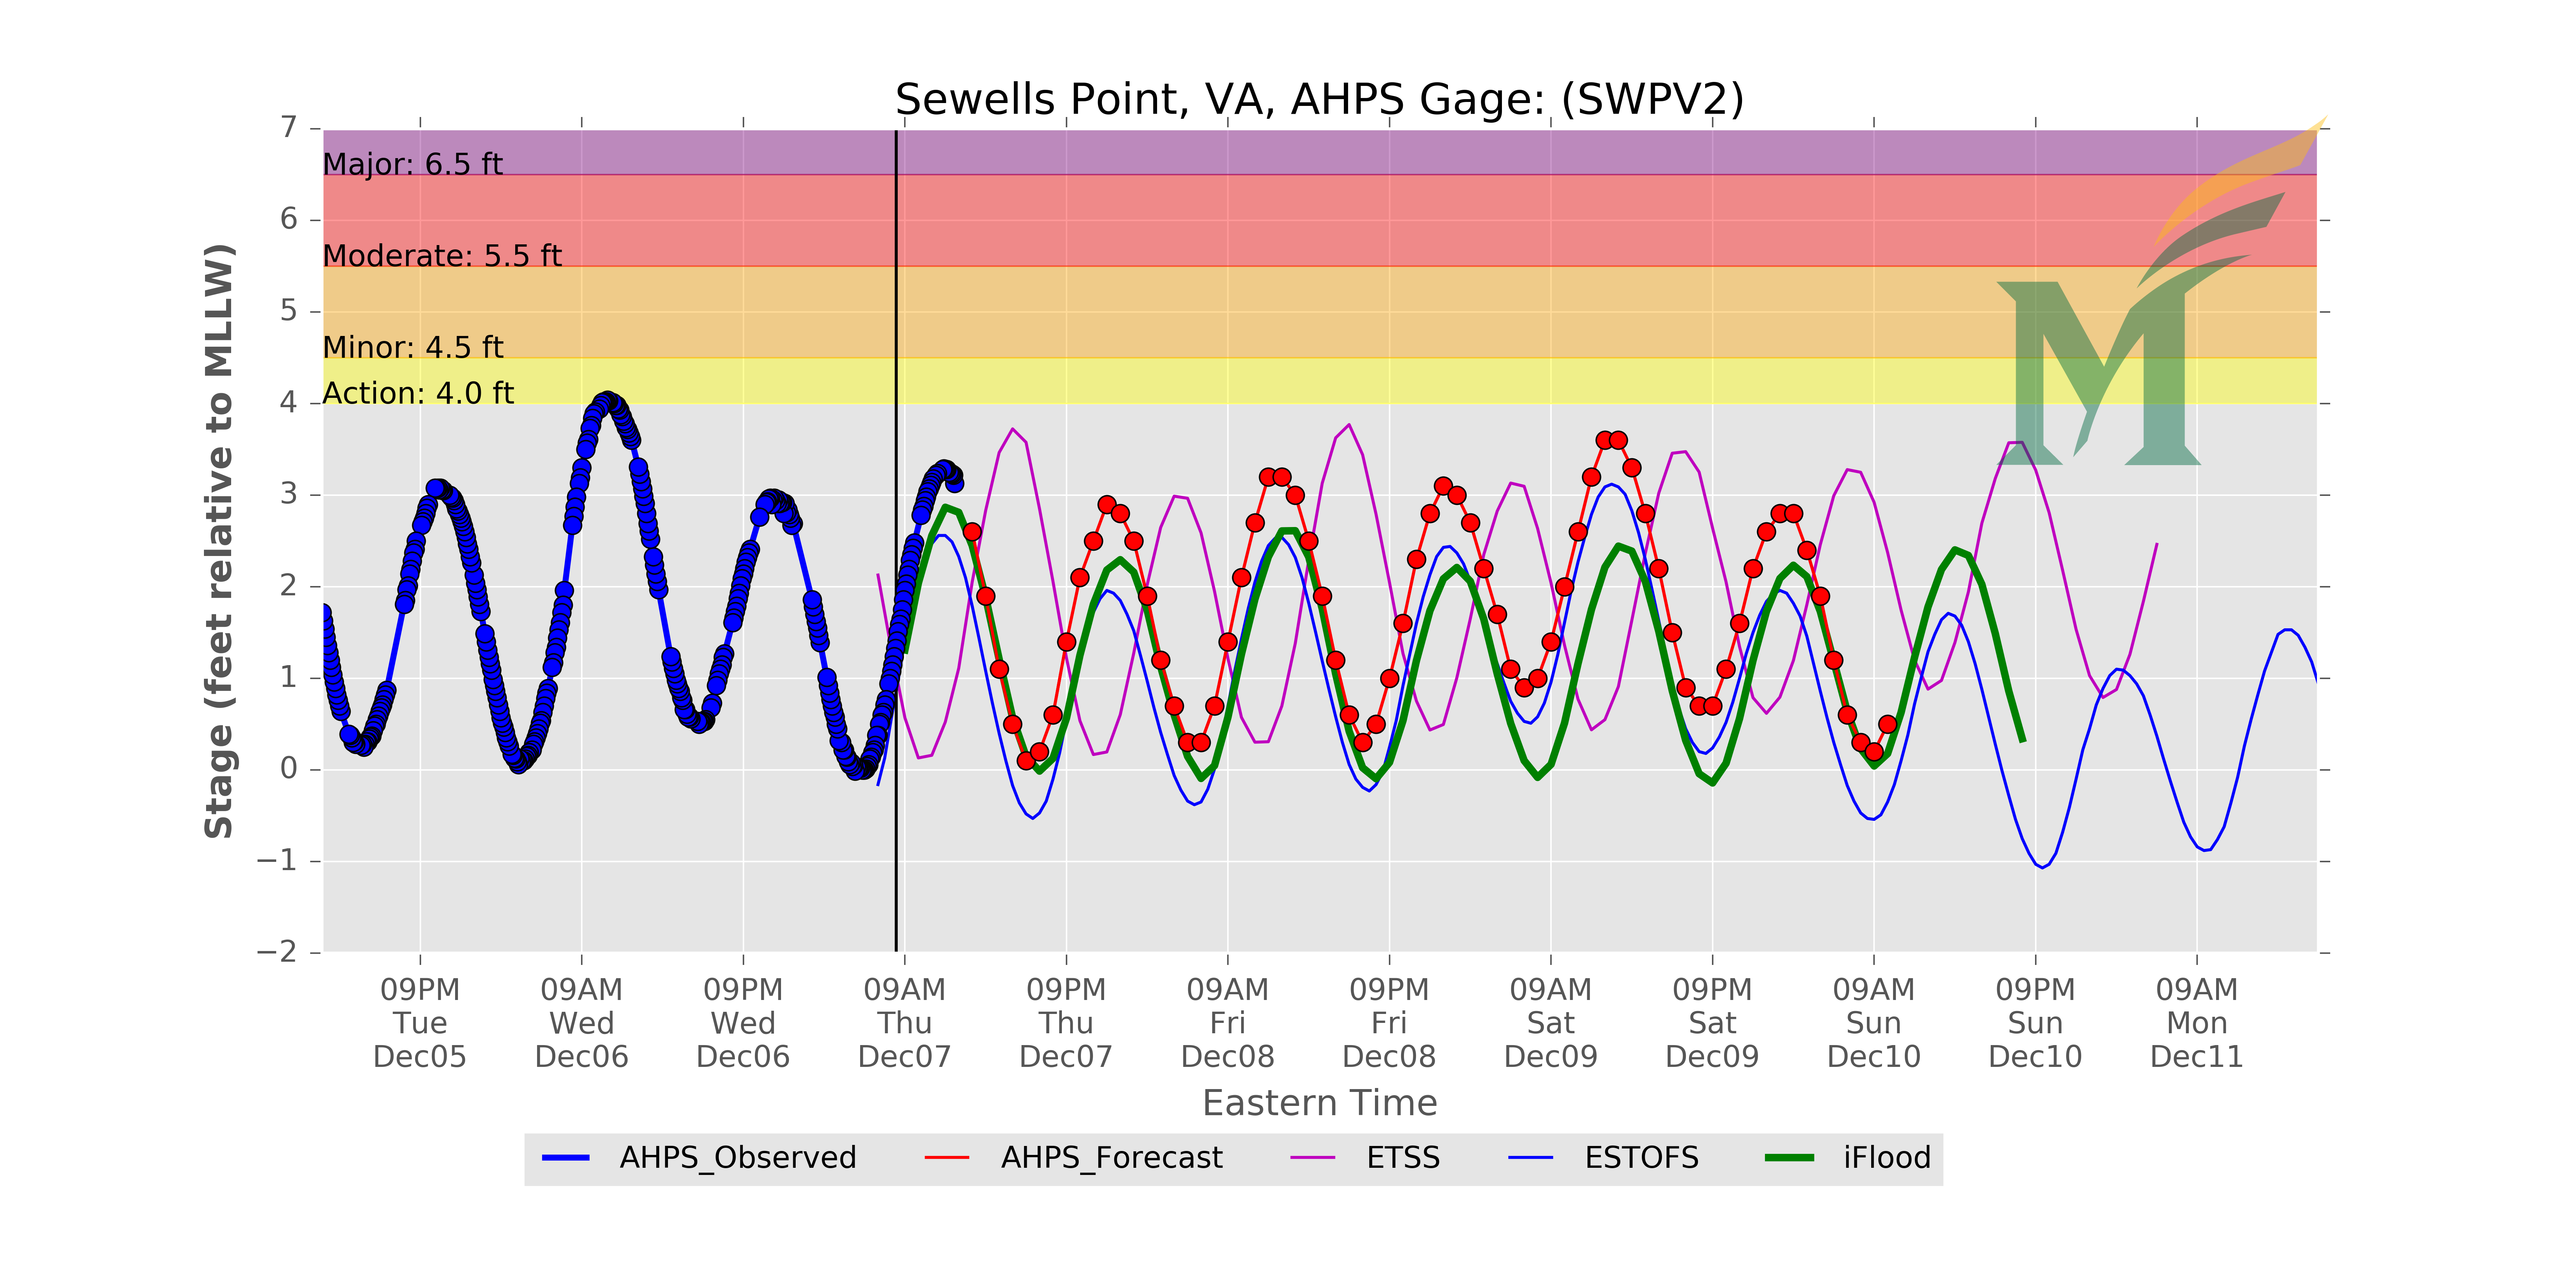 Sewells Point, VA, AHPS Gage: (SWPV2)
7
6
5
4
3
2
1
0
−1
−2
Stage (feet relative to MLLW)
Major: 6.5 ft
Moderate: 5.5 ft
Minor: 4.5 ft
Action: 4.0 ft
M
09PM 09AM 09PM 09AM 09PM 09AM 09PM 09AM 09PM 09AM 09PM 09AM
Tue Wed Wed Thu Thu Fri Fri Sat Sat Sun Sun Mon
Dec05 Dec06 Dec06 Dec07 Dec07 Dec08 Dec08 Dec09 Dec09 Dec10 Dec10 Dec11
Eastern Time
AHPS_Observed AHPS_Forecast ETSS ESTOFS iFlood